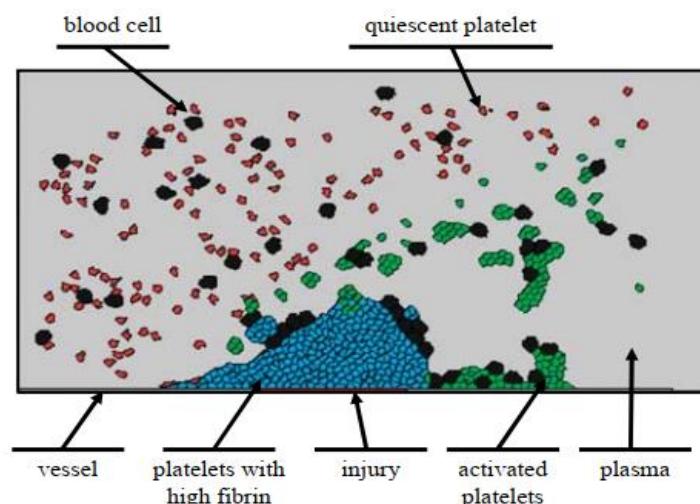 blood cell
quiescent platelet
vessel
platelets with
high fibrin
injury
activated
platelets
plasma